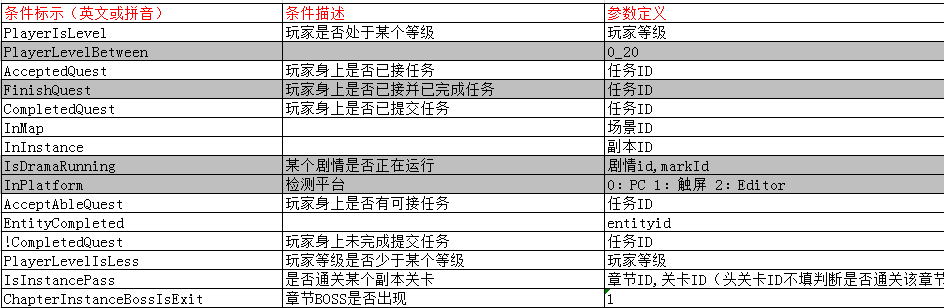 条件标示（英文或拼音） 条件描述 参数定义
PlayerIsLevel 玩家是否处于某个等级 玩家等级
PlayerLevelBetween 0_20
AcceptedQuest 玩家身上是否已接任务 任务ID
FinishQuest 玩家身上是否已接并已完成任务 任务ID
CompletedQuest 玩家身上是否已提交任务 任务ID
InMap 场景ID
InInstance 副本ID
IsDramaRunning 某个剧情是否正在运行 剧情id,markId
InPlatform 检测平台 0：PC 1：触屏 2：Editor
AcceptAbleQuest 玩家身上是否有可接任务 任务ID
EntityCompleted entityid
!CompletedQuest 玩家身上未完成提交任务 任务ID
PlayerLevelIsLess 玩家等级是否少于某个等级 玩家等级
IsInstancePass 是否通关某个副本关卡 章节ID,关卡ID（头关卡ID不填判断是否通关该章节
ChapterInstanceBossIsExit 章节BOSS是否出现 1